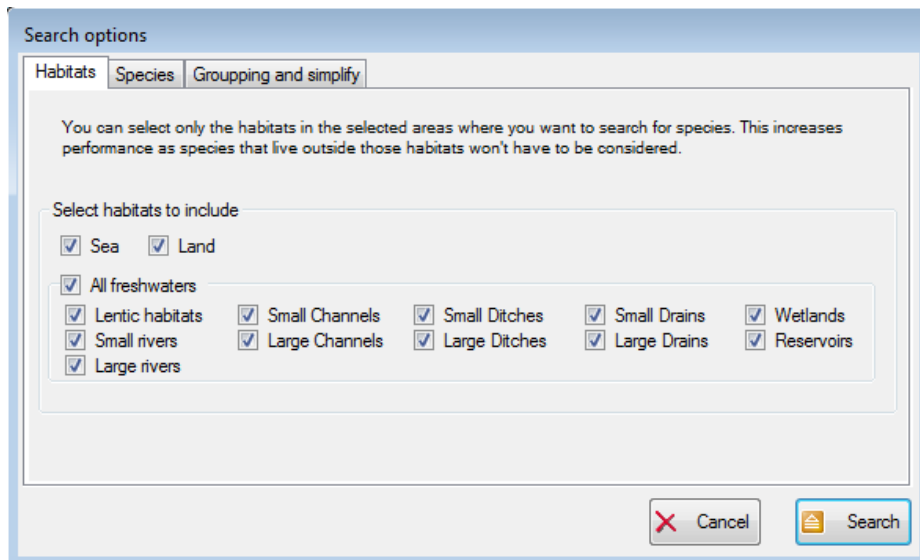 Search options
Habitats Species Groupping and simplify
You can select only the habitats in the selected areas where you want to search for species. This increases
performance as species that live outside those habitats won't have to be considered.
Select habitats to include
Sea Land
All freshwaters
Lentic habitats Small Channels Small Ditches Small Drains Wetlands
Small rivers Large Channels Large Ditches Large Drains Reservoirs
Large rivers
Cancel Search